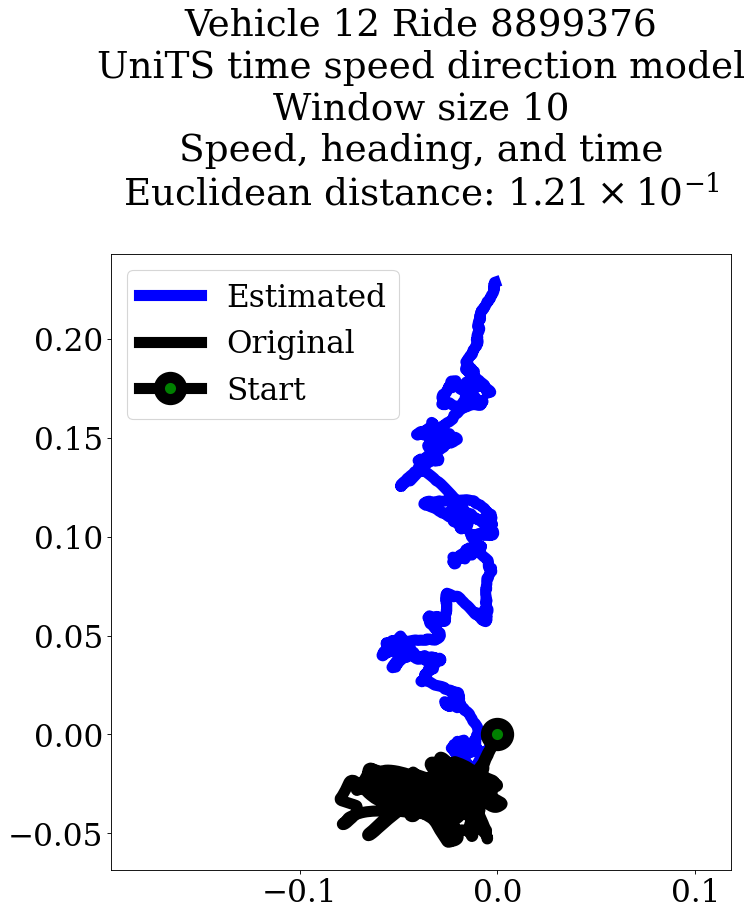 Vehicle 12 Ride 8899376
UniTS time speed direction model
Window size 10
Speed, heading, and time
Euclidean distance: $1.21 \times 10^{-1}$
Estimated
Original
Start
0.20
0.15
0.10
0.05
0.00
−0.05
−0.1
0.0
0.1